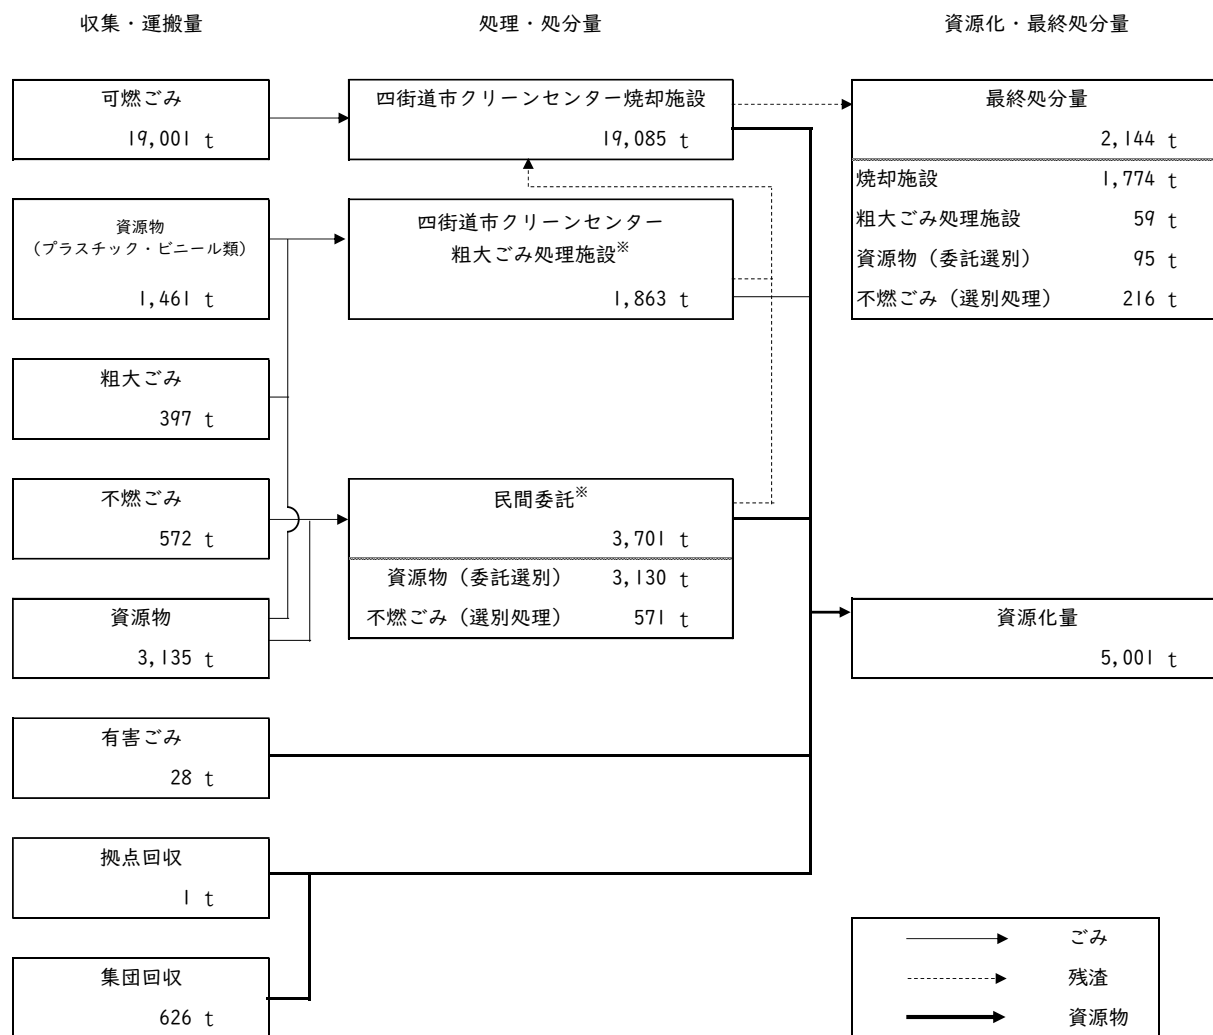 収集・運搬量
処理・処分量
資源化・最終処分量
可燃ごみ
19,001 t
四街道市クリーンセンター焼却施設
19,085 t
最終処分量
2,144 t
焼却施設 1,774 t
粗大ごみ処理施設 59 t
資源物（委託選別） 95 t
不燃ごみ（選別処理） 216 t
資源物
（プラスチック・ビニール類）
1,461 t
四街道市クリーンセンター
粗大ごみ処理施設※
1,863 t
粗大ごみ
397 t
不燃ごみ
572 t
民間委託※
3,701 t
資源物（委託選別） 3,130 t
不燃ごみ（選別処理） 571 t
資源物
3,135 t
資源化量
5,001 t
有害ごみ
28 t
拠点回収
1 t
集団回収
626 t
ごみ
残渣
資源物